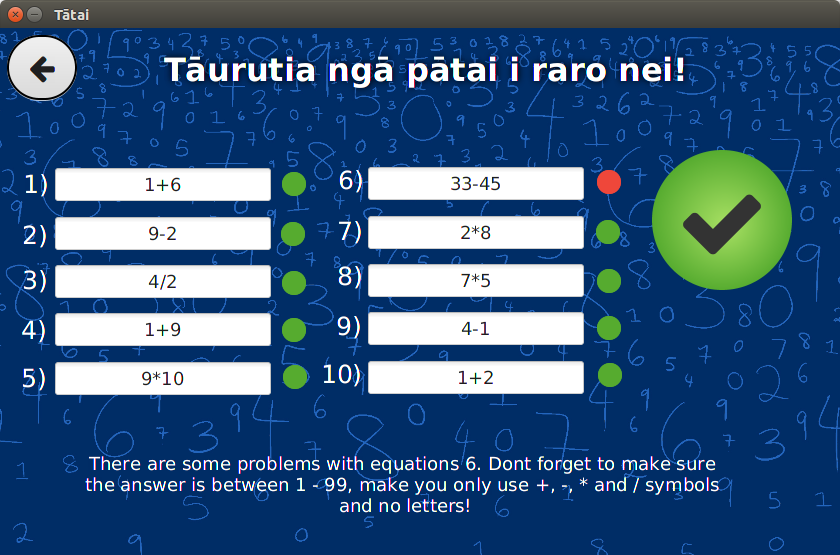 Tātai
Tāurutia ngā pātai i raro nei!
1) 1+6
2) 9-2
3) 4/2
4) 1+9
5) 9*10
6) 33-45
7) 2*8
8) 7*5
9) 4-1
10) 1+2
There are some problems with equations 6. Dont forget to make sure
the answer is between 1 - 99, make you only use +, -, * and / symbols
and no letters!